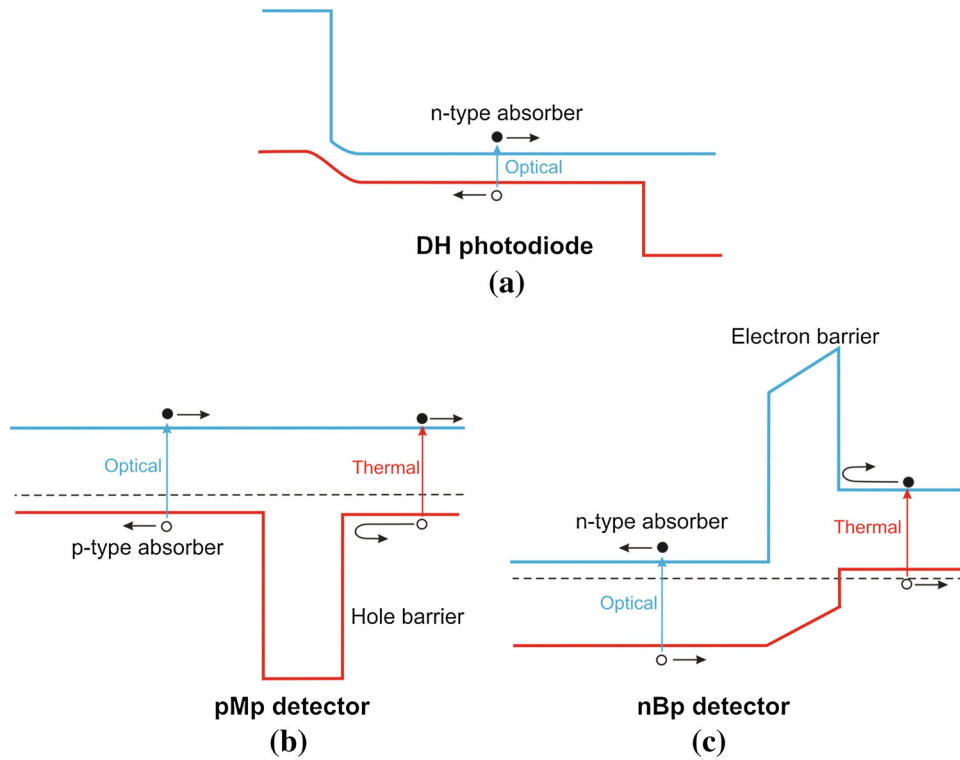 n-type absorber
Optical
DH photodiode
(a)
Optical
Thermal
p-type absorber
Hole barrier
pMp detector
(b)
Electron barrier
n-type absorber
Thermal
Optical
nBp detector
(c)